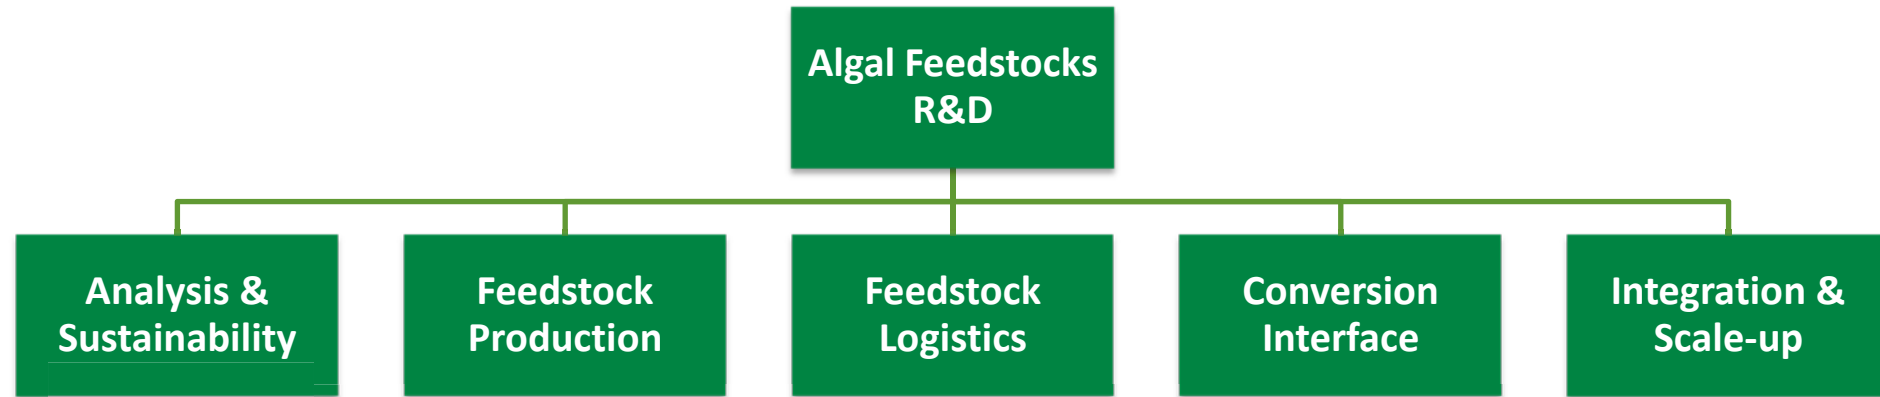 Algal Feedstocks
R&D
Analysis &
Sustainability
Feedstock
Production
Feedstock
Logistics
Conversion
Interface
Integration &
Scale-up